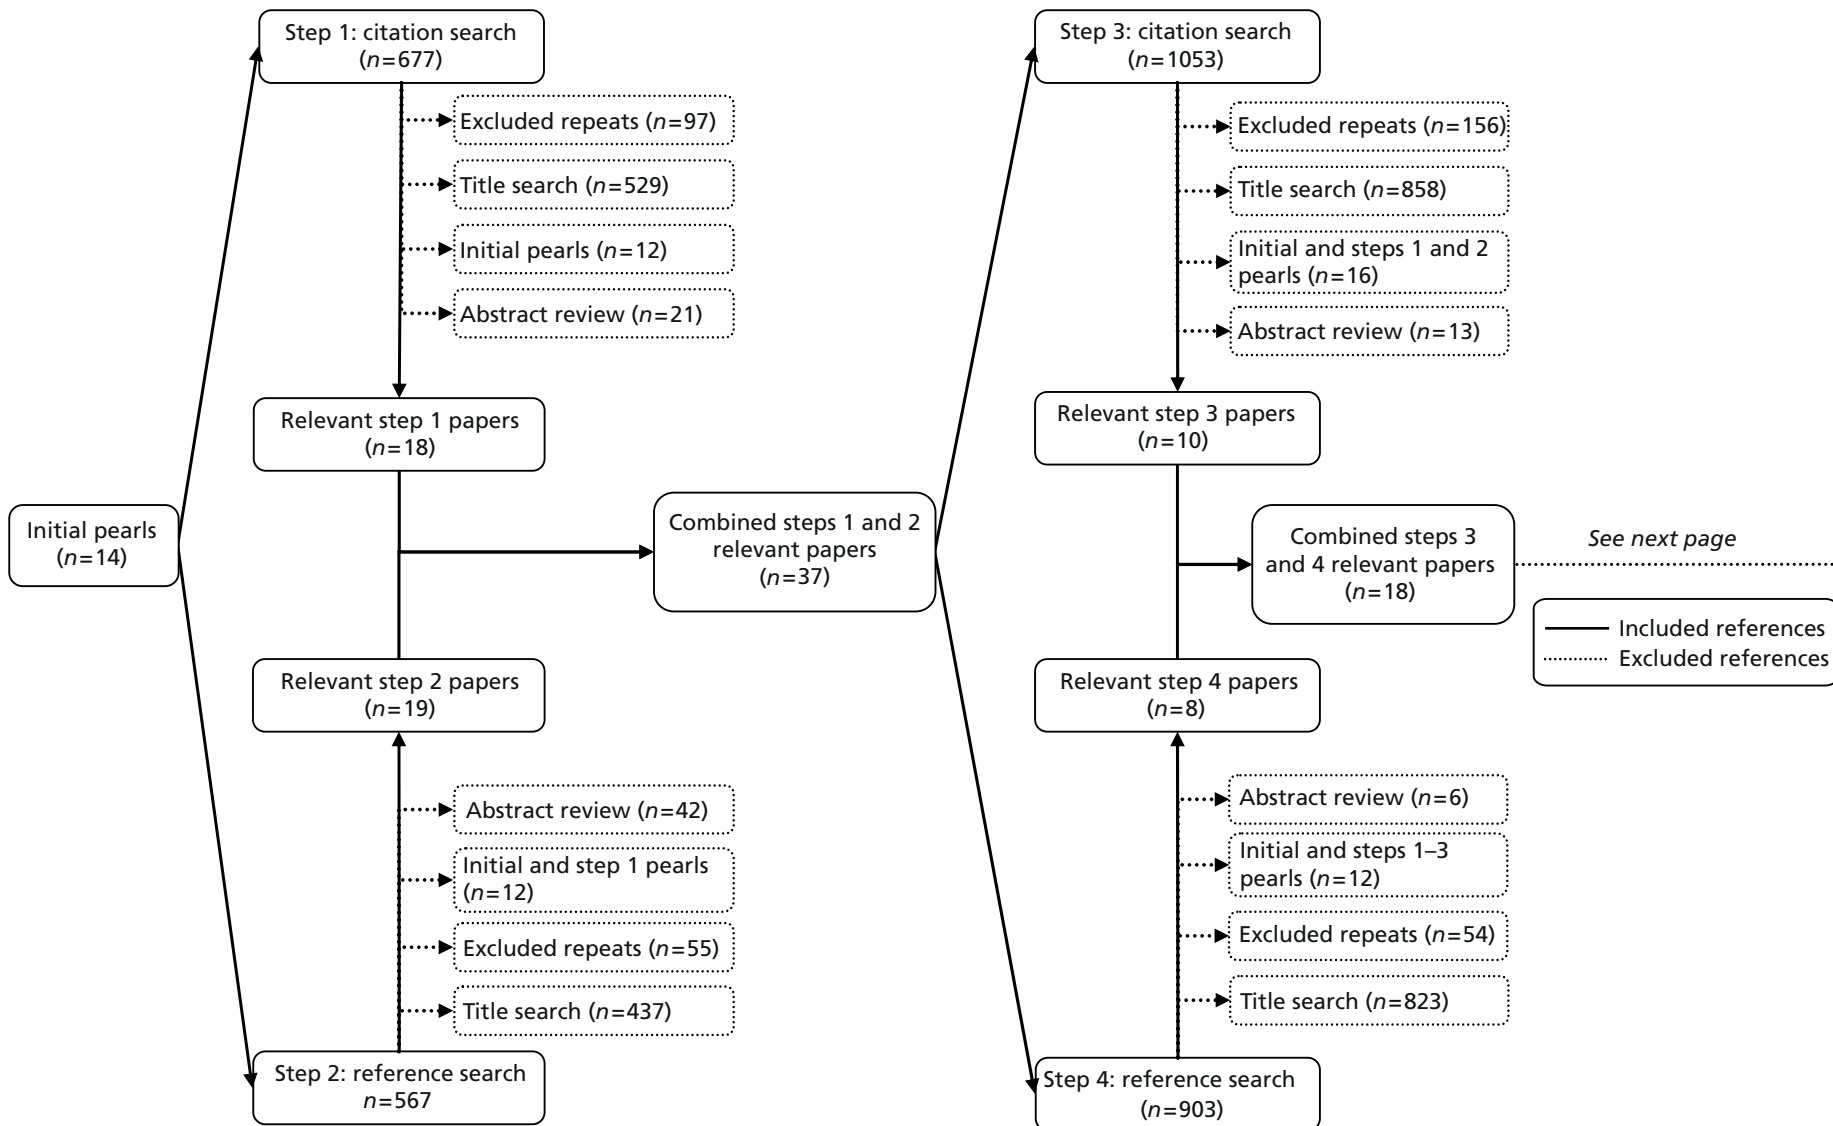 Step 1: citation search
(n=677)
Excluded repeats (n=97)
Title search (n=529)
Initial pearls (n=12)
Abstract review (n=21)
Relevant step 1 papers
(n=18)
Initial pearls
(n=14)
Combined steps 1 and 2
relevant papers
(n=37)
Relevant step 2 papers
(n=19)
Abstract review (n=42)
Initial and step 1 pearls
(n=12)
Excluded repeats (n=55)
Title search (n=437)
Step 2: reference search
n=567
Step 3: citation search
(n=1053)
Excluded repeats (n=156)
Title search (n=858)
Initial and steps 1 and 2
pearls (n=16)
Abstract review (n=13)
Relevant step 3 papers
(n=10)
Combined steps 3
and 4 relevant papers
(n=18)
See next page
Included references
Excluded references
Relevant step 4 papers
(n=8)
Abstract review (n=6)
Initial and steps 1–3
pearls (n=12)
Excluded repeats (n=54)
Title search (n=823)
Step 4: reference search
(n=903)